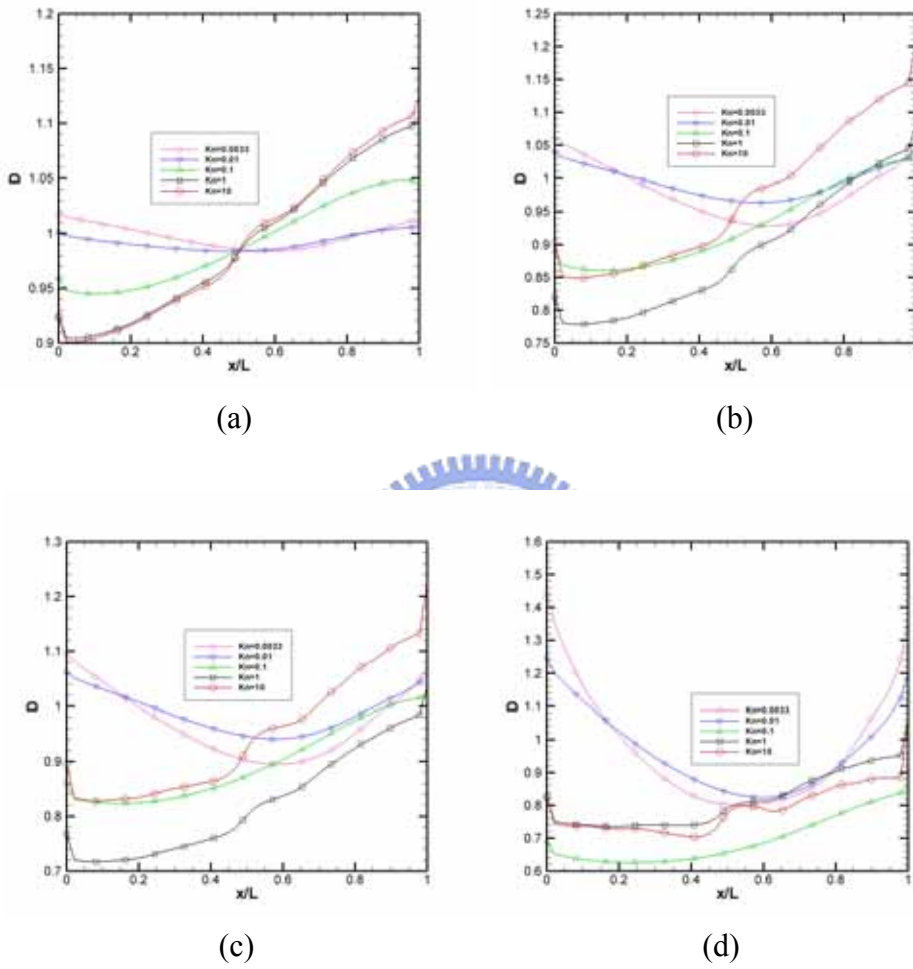 1.2
1.15
1.1
1.05
1
0.95
0.9
D
Kn=0.0033
Kn=0.01
Kn=0.1
Kn=1
Kn=10
0 0.2 0.4 0.6 0.8 1
x/L
(a)
1.25
1.2
1.15
1.1
1.05
1
0.95
0.9
0.85
0.8
0.75
D
Kn=0.0033
Kn=0.01
Kn=0.1
Kn=1
Kn=10
0 0.2 0.4 0.6 0.8
x/L
(b)
1.3
1.2
1.1
1
0.9
0.8
0.7
D
Kn=0.0033
Kn=0.01
Kn=0.1
Kn=1
Kn=10
0 0.2 0.4 0.6 0.8 1
x/L
(c)
1.6
1.5
1.4
1.3
1.2
1.1
1
0.9
0.8
0.7
0.6
0.5
D
Kn=0.0033
Kn=0.01
Kn=0.1
Kn=1
Kn=10
0 0.2 0.4 0.6 0.8 1
x/L
(d)